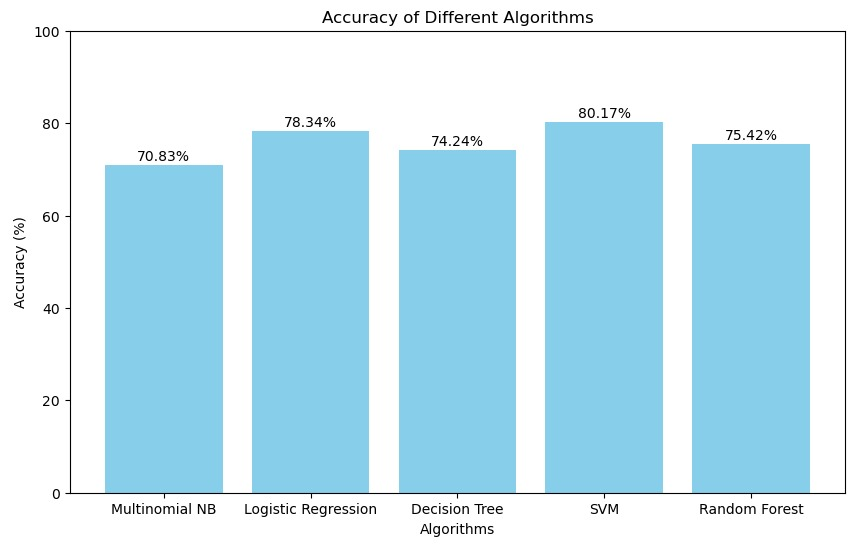 Accuracy of Different Algorithms
100
80
60
40
20
0
Accuracy (%)
70.83%
78.34%
74.24%
80.17%
75.42%
Multinomial NB
Logistic Regression
Decision Tree
SVM
Random Forest
Algorithms